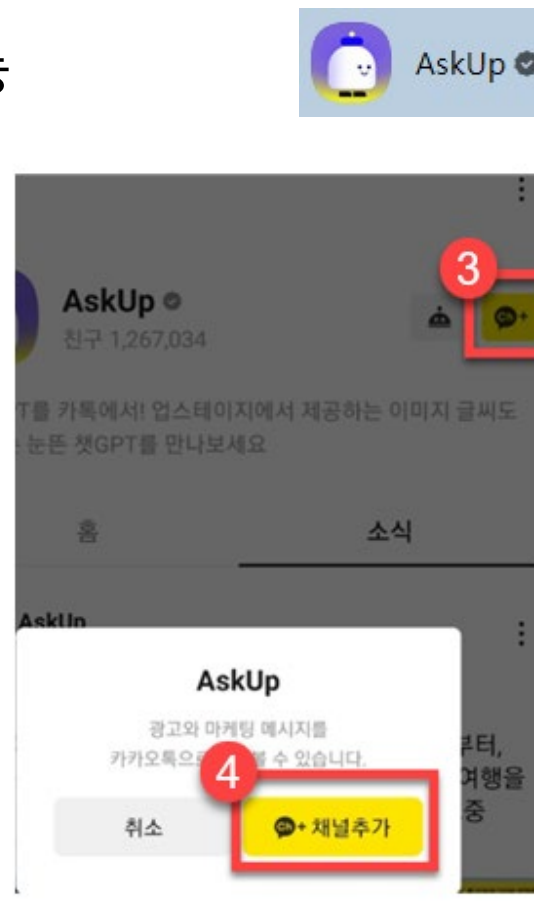 AskUp
3
AskUp
친구 1,267,034
Ch+
T를 카톡에서! 업스테이지에서 제공하는 이미지 글씨도
눈뜬 챗GPT를 만나보세요
홈 소식
AskUp
AskUp
광고와 마케팅 메시지를
카카오톡으 수 있습니다.
부터,
여행을
중
4
취소 Ch+ 채널추가